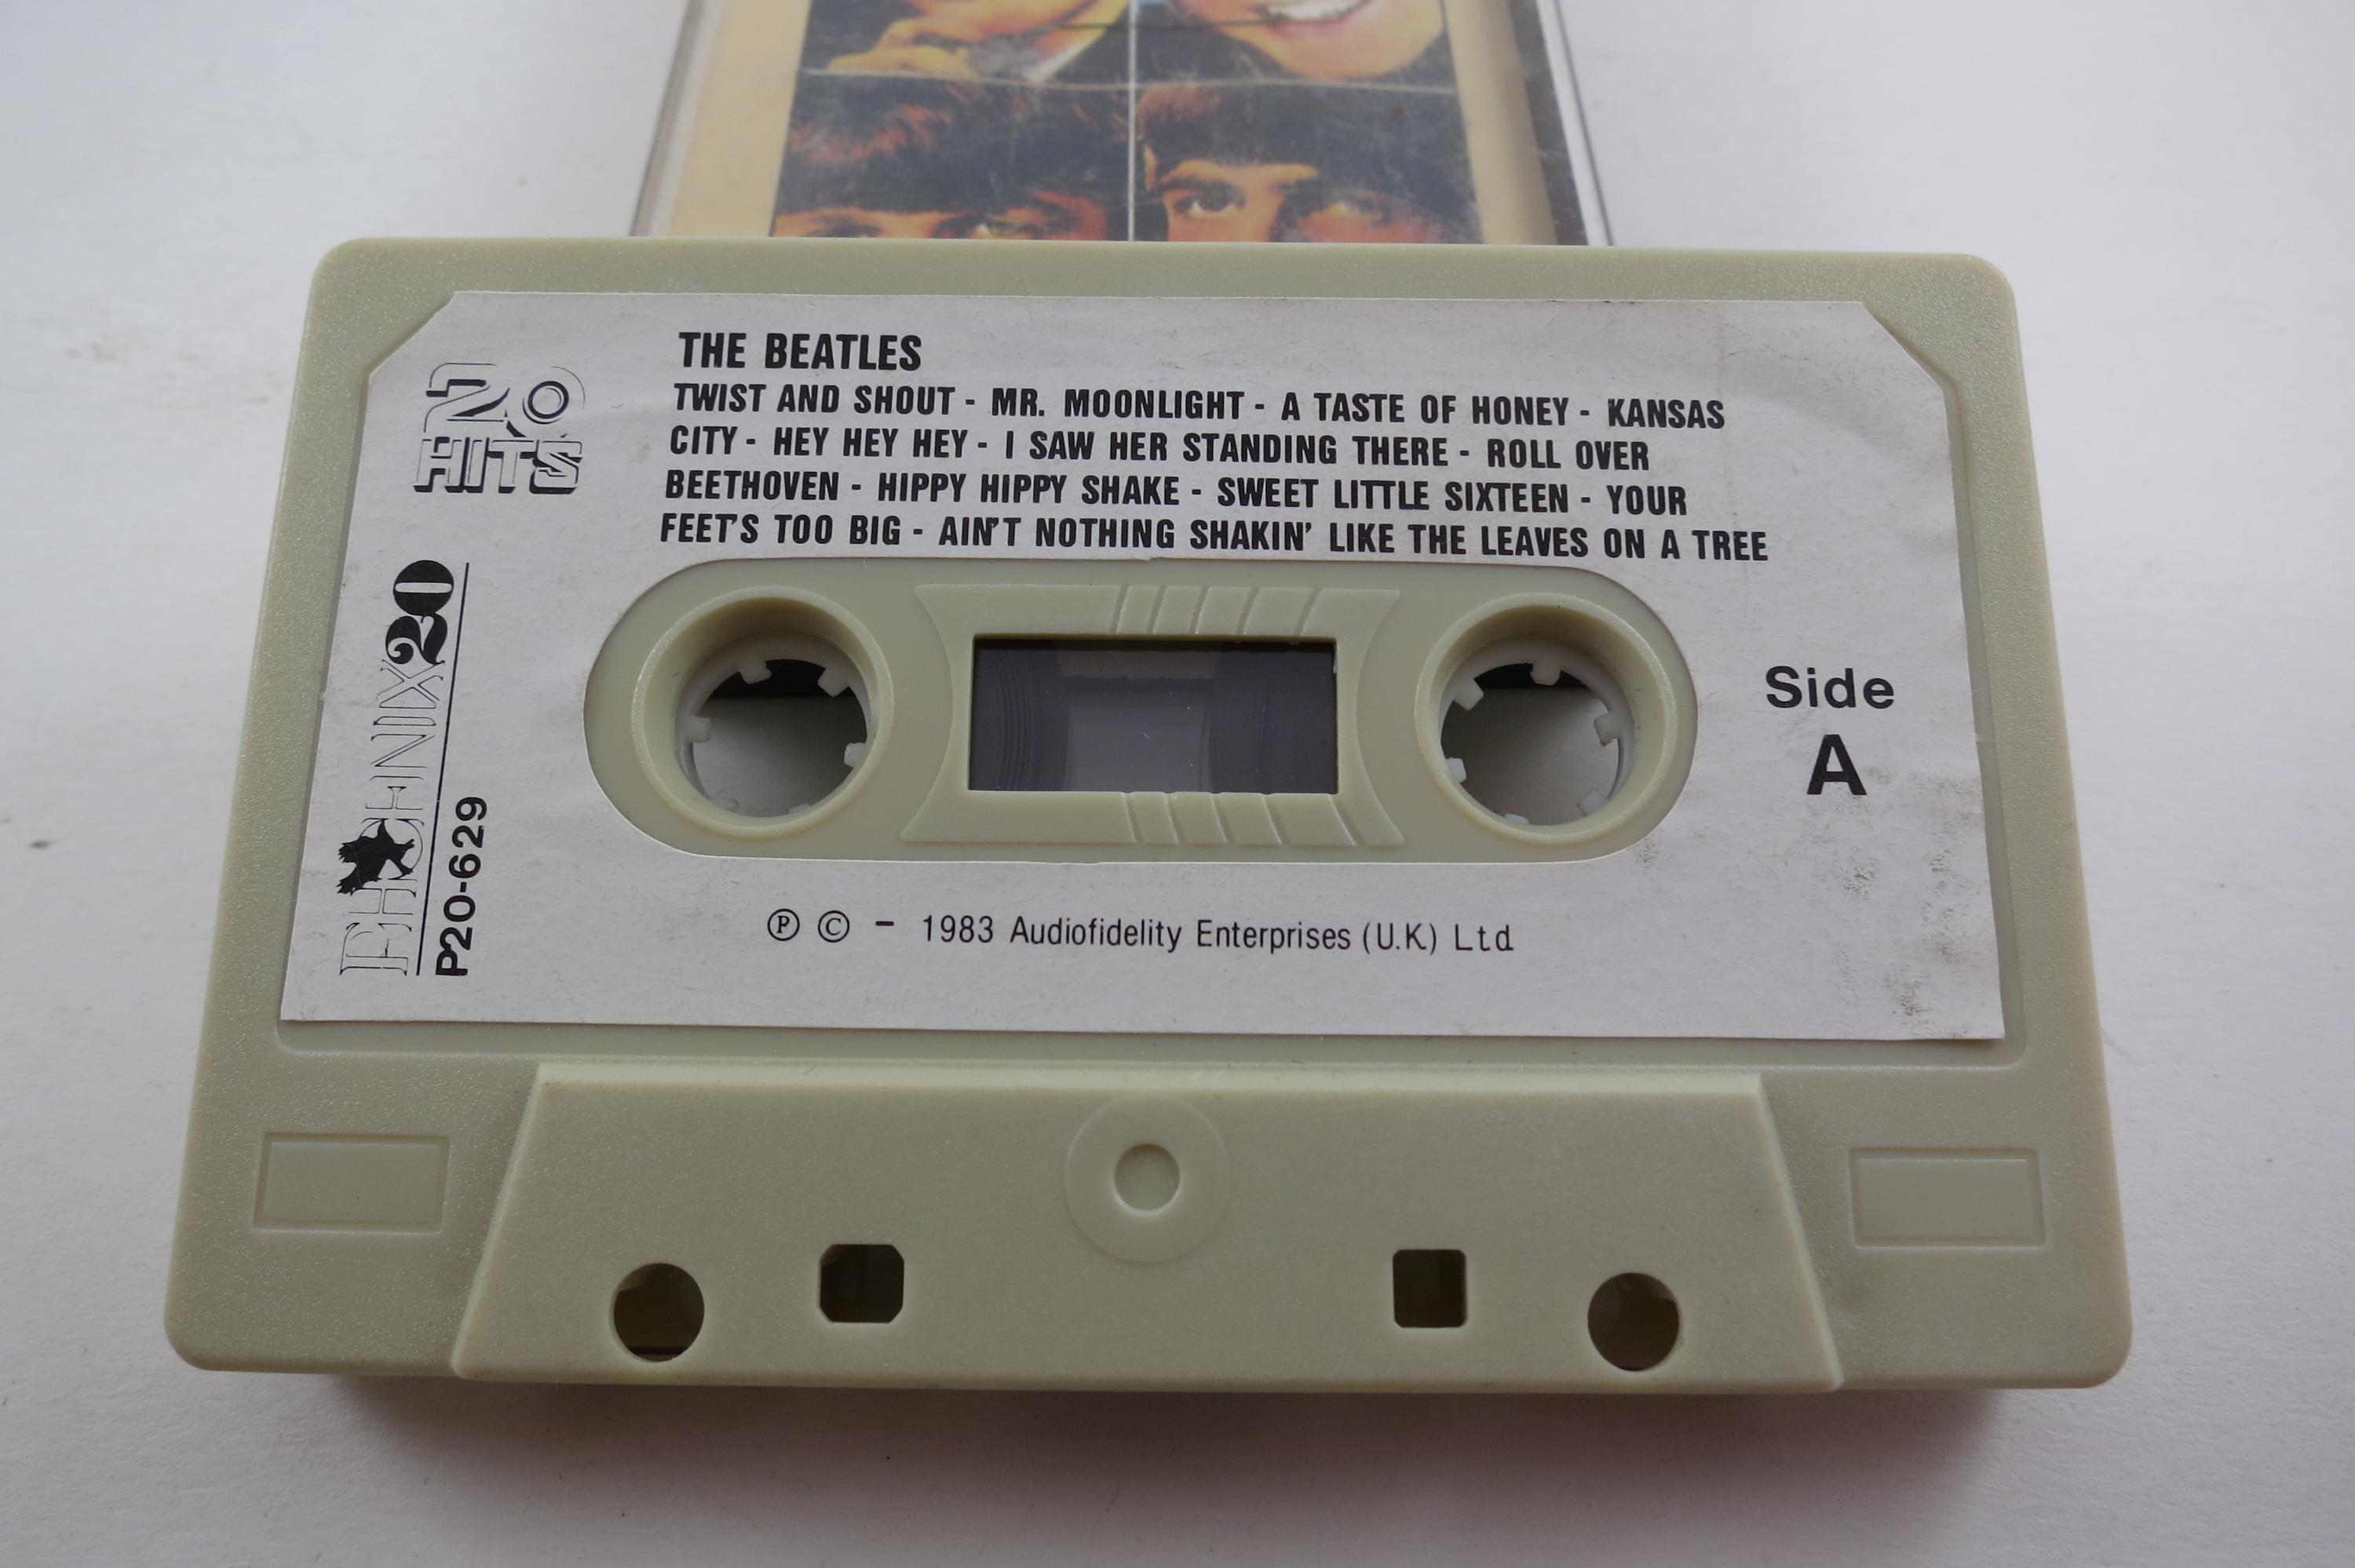 THE BEATLES
TWIST AND SHOUT - MR. MOONLIGHT - A TASTE OF HONEY - KANSAS
CITY - HEY HEY HEY - I SAW HER STANDING THERE - ROLL OVER
BEETHOVEN - HIPPY HIPPY SHAKE - SWEET LITTLE SIXTEEN - YOUR
FEET'S TOO BIG - AIN'T NOTHING SHAKIN' LIKE THE LEAVES ON A TREE
20
HITS
PHOENIX20
P20-629
Side
A
Ⓟ © - 1983 Audiofidelity Enterprises (U.K.) Ltd